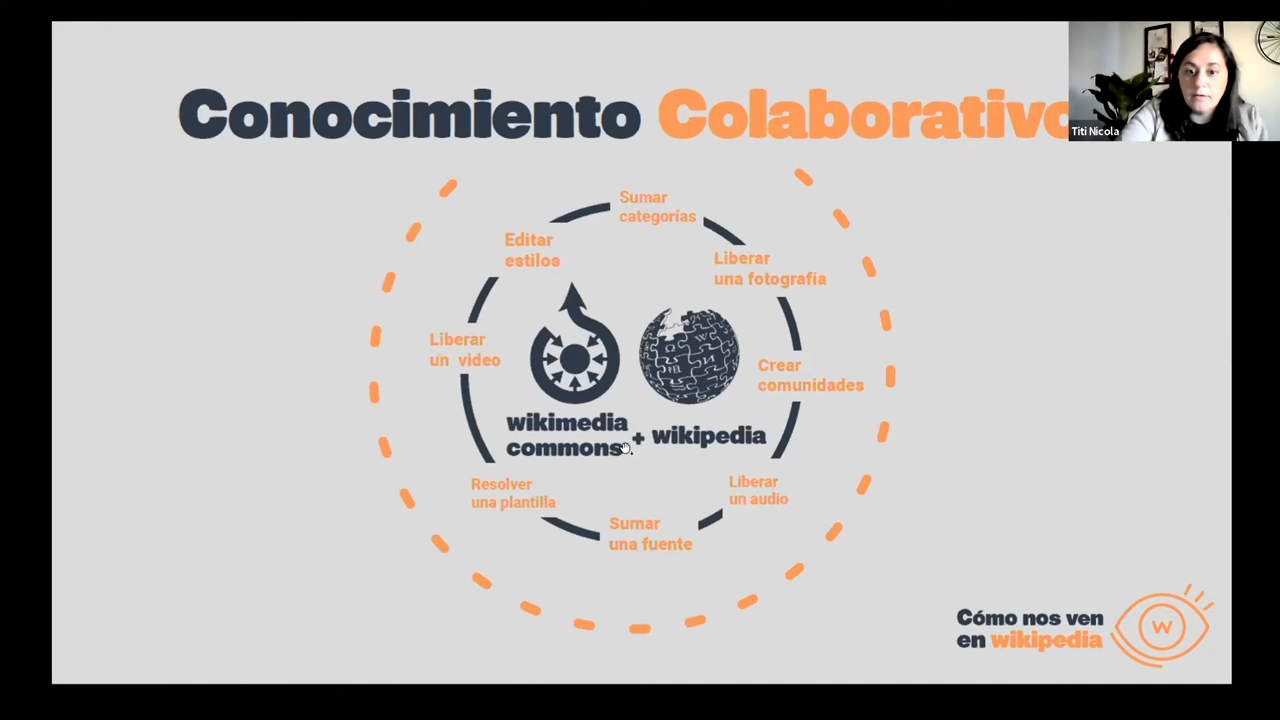 Conocimiento Colaborativo
Titi Nicola
Sumar
categorías
Editar
estilos
Liberar
una fotografía
Liberar
un video
Crear
comunidades
wikimedia
commons
+ wikipedia
Resolver
una plantilla
Liberar
un audio
Sumar
una fuente
Cómo nos ven
en wikipedia
W